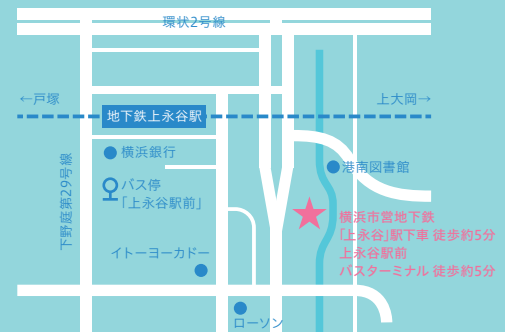 環状2号線
←戸塚
上大岡→
地下鉄上永谷駅
横浜銀行
港南図書館
バス停
「上永谷駅前」
下野庭第29号線
横浜市営地下鉄
「上永谷」駅下車 徒歩約5分
上永谷駅前
バスターミナル 徒歩約5分
イトーヨーカドー
ローソン